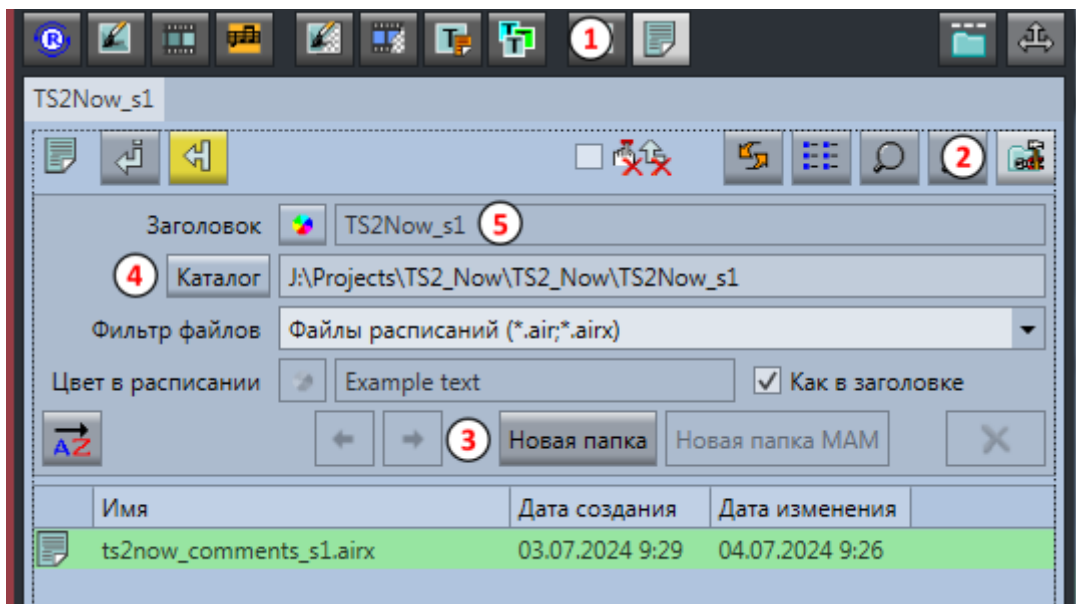 1
TS2Now_s1
2
Заголовок TS2Now_s1 5
4 Каталог J:\Projects\TS2_Now\TS2_Now\TS2Now_s1
Фильтр файлов Файлы расписаний (*.air;*.airx)
Цвет в расписании Example text Как в заголовке
AZ 3 Новая папка Новая папка MAM
Имя Дата создания Дата изменения
ts2now_comments_s1.airx 03.07.2024 9:29 04.07.2024 9:26